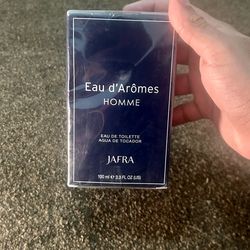 Eau d'Arômes
HOMME
EAU DE TOILETTE
AGUA DE TOCADOR
JAFRA
100 ml ℮ 3.3 FL OZ (US)